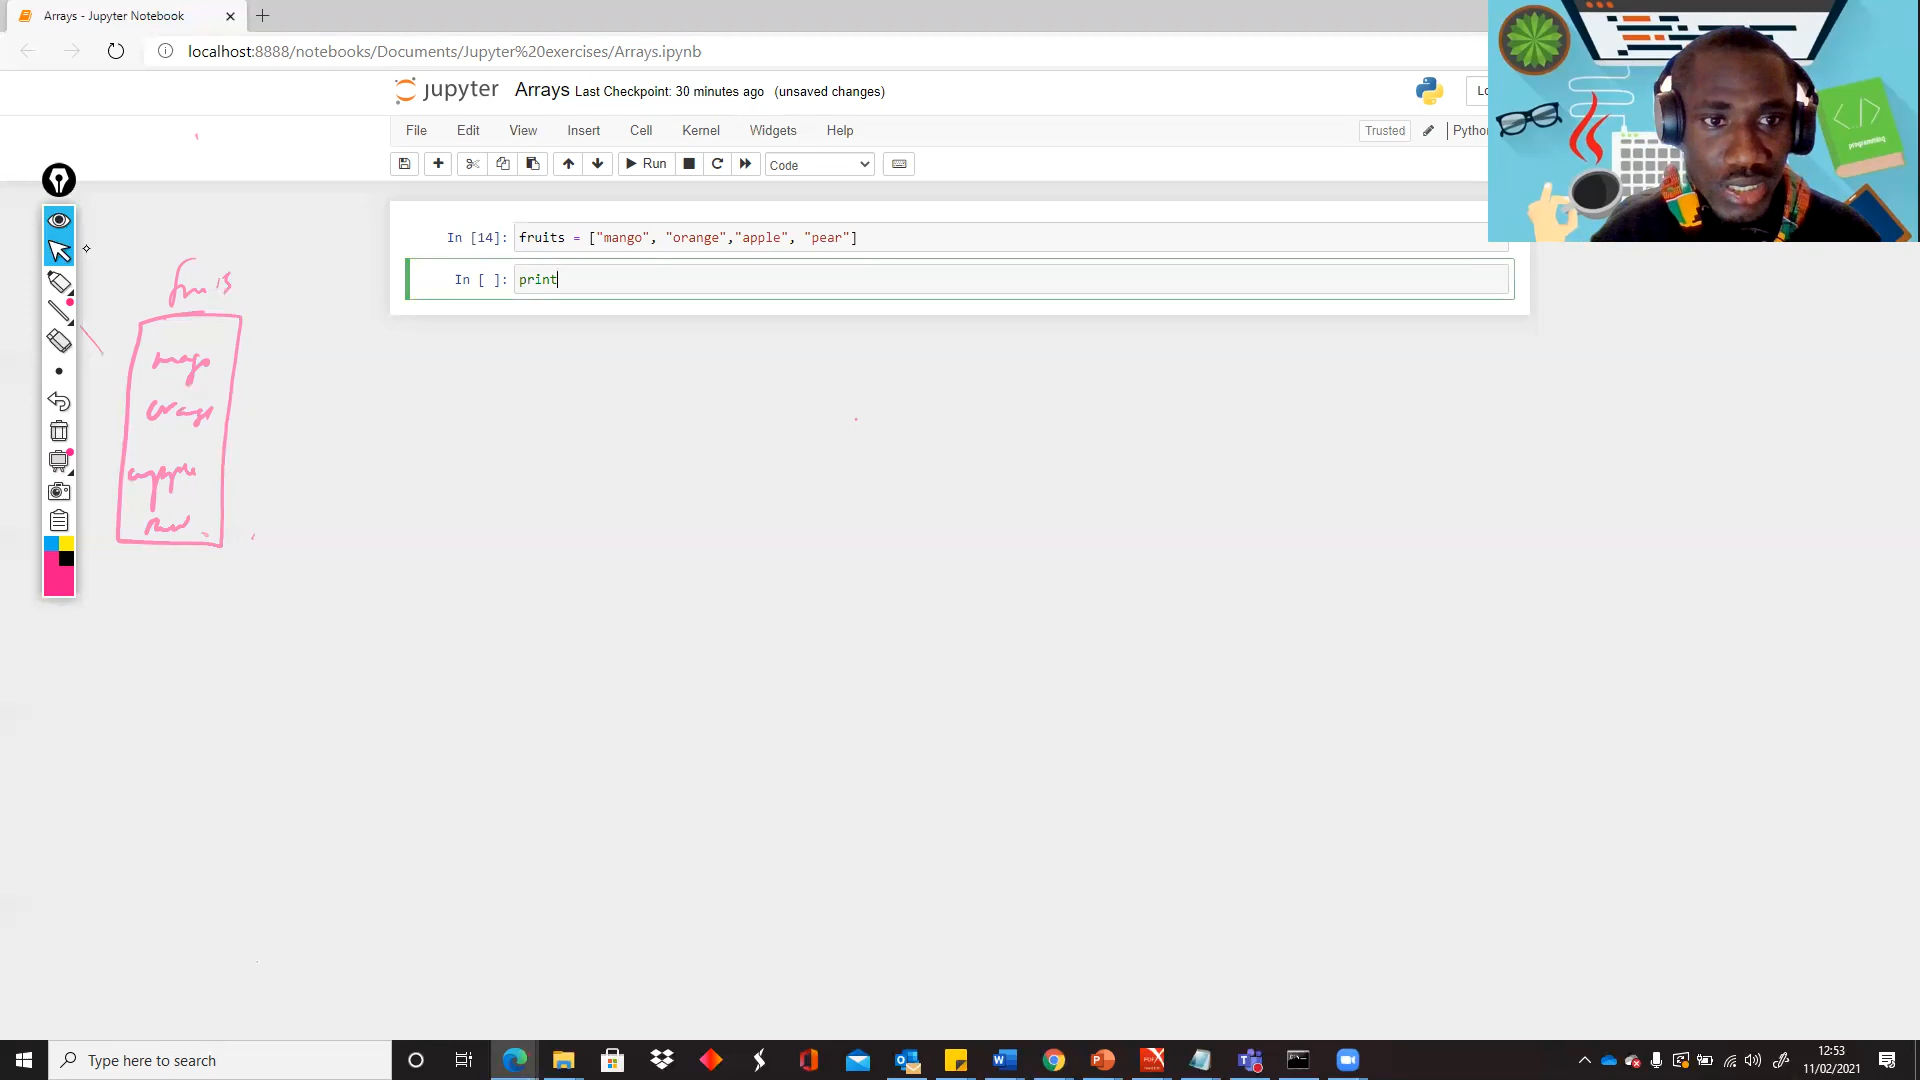 Arrays - Jupyter Notebook
localhost:8888/notebooks/Documents/Jupyter%20exercises/Arrays.ipynb
jupyter Arrays Last Checkpoint: 30 minutes ago (unsaved changes)
File Edit View Insert Cell Kernel Widgets Help
Trusted
Run
Code
In [14]: fruits = ["mango", "orange","apple", "pear"]
In [ ]: print
programming
Type here to search
12:53
11/02/2021